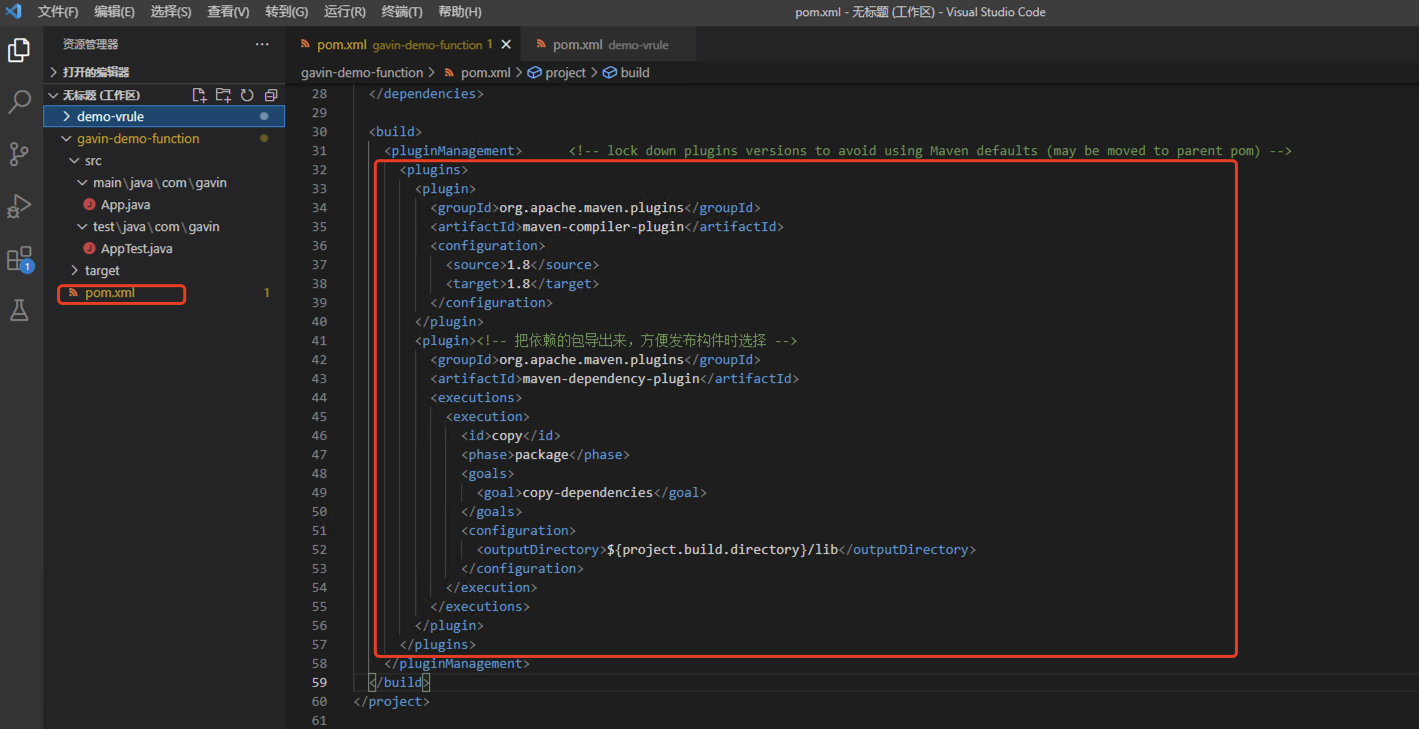 文件(F) 编辑(E) 选择(S) 查看(V) 转到(G) 运行(R) 终端(T) 帮助(H) pom.xml - 无标题 (工作区) - Visual Studio Code
资源管理器 ···
打开的编辑器
无标题 (工作区)
demo-vrule
gavin-demo-function
src
main\java\com\gavin
App.java
test\java\com\gavin
AppTest.java
target
pom.xml 1
1
pom.xml gavin-demo-function 1 × pom.xml demo-vrule
gavin-demo-function > pom.xml > project > build
28 </dependencies>
29
30 <build>
31 <pluginManagement> <!-- lock down plugins versions to avoid using Maven defaults (may be moved to parent pom) -->
32 <plugins>
33 <plugin>
34 <groupId>org.apache.maven.plugins</groupId>
35 <artifactId>maven-compiler-plugin</artifactId>
36 <configuration>
37 <source>1.8</source>
38 <target>1.8</target>
39 </configuration>
40 </plugin>
41 <plugin><!-- 把依赖的包导出来，方便发布构件时选择 -->
42 <groupId>org.apache.maven.plugins</groupId>
43 <artifactId>maven-dependency-plugin</artifactId>
44 <executions>
45 <execution>
46 <id>copy</id>
47 <phase>package</phase>
48 <goals>
49 <goal>copy-dependencies</goal>
50 </goals>
51 <configuration>
52 <outputDirectory>${project.build.directory}/lib</outputDirectory>
53 </configuration>
54 </execution>
55 </executions>
56 </plugin>
57 </plugins>
58 </pluginManagement>
59 </build>
60 </project>
61